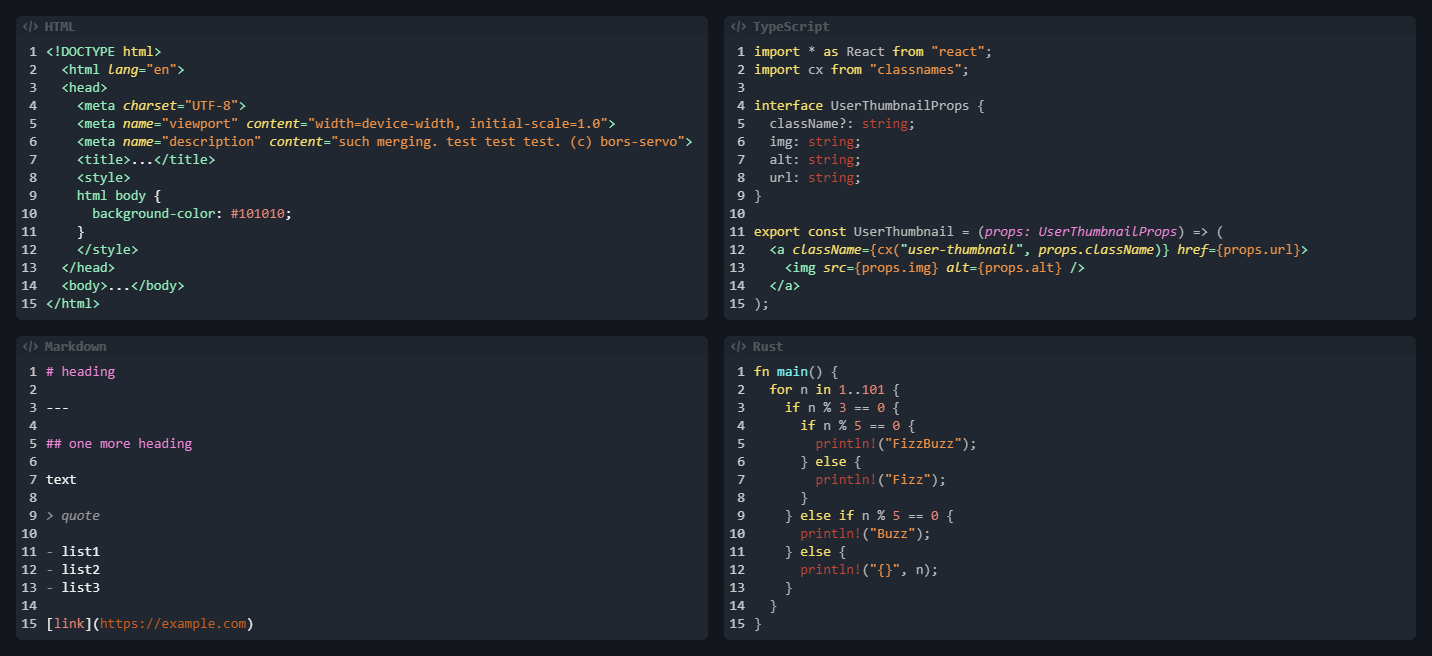 </> HTML
1 <!DOCTYPE html>
2   <html lang="en">
3   <head>
4     <meta charset="UTF-8">
5     <meta name="viewport" content="width=device-width, initial-scale=1.0">
6     <meta name="description" content="such merging. test test test. (c) bors-servo">
7     <title>...</title>
8     <style>
9     html body {
10       background-color: #101010;
11     }
12     </style>
13   </head>
14   <body>...</body>
15 </html>
</> TypeScript
1 import * as React from "react";
2 import cx from "classnames";
3
4 interface UserThumbnailProps {
5   className?: string;
6   img: string;
7   alt: string;
8   url: string;
9 }
10
11 export const UserThumbnail = (props: UserThumbnailProps) => (
12   <a className={cx("user-thumbnail", props.className)} href={props.url}>
13     <img src={props.img} alt={props.alt} />
14   </a>
15 );
</> Markdown
1 # heading
2
3 ---
4
5 ## one more heading
6
7 text
8
9 > quote
10
11 - list1
12 - list2
13 - list3
14
15 [link](https://example.com)
</> Rust
1 fn main() {
2   for n in 1..101 {
3     if n % 3 == 0 {
4       if n % 5 == 0 {
5         println!("FizzBuzz");
6       } else {
7         println!("Fizz");
8       }
9     } else if n % 5 == 0 {
10       println!("Buzz");
11     } else {
12       println!("{}", n);
13     }
14   }
15 }